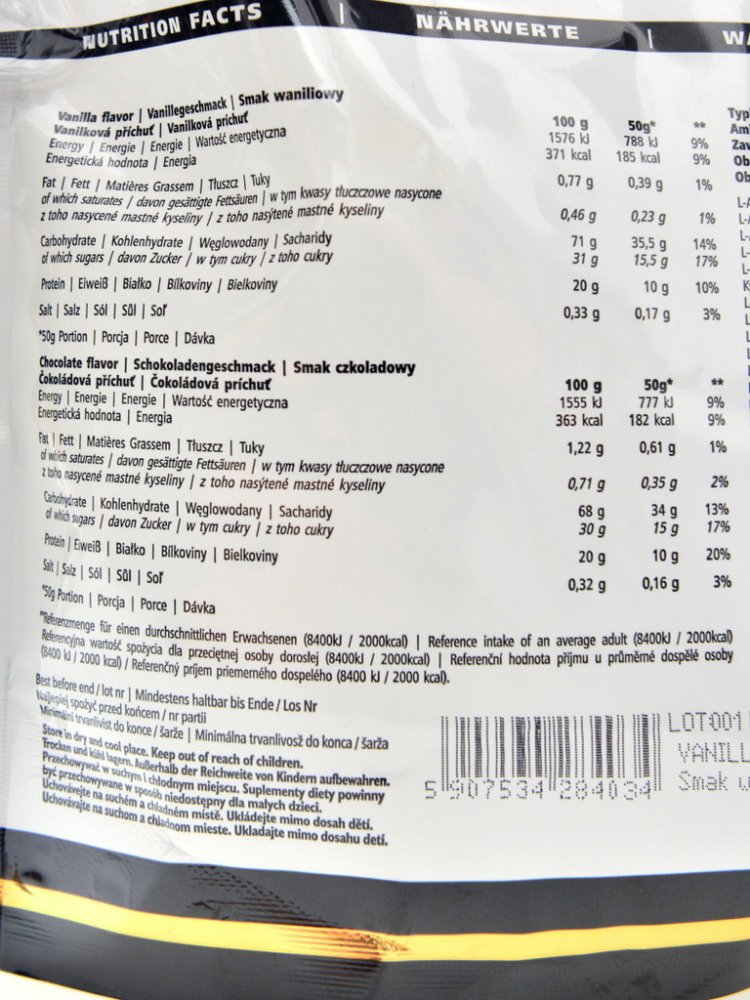 NUTRITION FACTS | NÄHRWERTE |
Vanilla flavor | Vanillegeschmack | Smak waniliowy
Vanilková příchuť | Vanilková príchuť 100 g 50g* **
Energy | Energie | Energie | Wartość energetyczna 1576 kJ 788 kJ 9%
Energetická hodnota | Energia 371 kcal 185 kcal 9%
Fat | Fett | Matières Grassem | Tłuszcz | Tuky 0,77 g 0,39 g 1%
of which saturates / davon gesättigte Fettsäuren / w tym kwasy tłuczczowe nasycone
z toho nasycené mastné kyseliny / z toho nasýtené mastné kyseliny 0,46 g 0,23 g 1%
Carbohydrate | Kohlenhydrate | Węglowodany | Sacharidy 71 g 35,5 g 14%
of which sugars / davon Zucker / w tym cukry / z toho cukry 31 g 15,5 g 17%
Protein | Eiweiß | Białko | Bílkoviny | Bielkoviny 20 g 10 g 10%
Salt | Salz | Sól | Sůl | Soľ 0,33 g 0,17 g 3%
*50g Portion | Porcja | Porce | Dávka
Chocolate flavor | Schokoladengeschmack | Smak czkoladowy
Čokoládová příchuť | Čokoládová príchuť 100 g 50g* **
Energy | Energie | Energie | Wartość energetyczna 1555 kJ 777 kJ 9%
Energetická hodnota | Energia 363 kcal 182 kcal 9%
Fat | Fett | Matières Grassem | Tłuszcz | Tuky 1,22 g 0,61 g 1%
of which saturates / davon gesättigte Fettsäuren / w tym kwasy tłuczczowe nasycone
z toho nasycené mastné kyseliny / z toho nasýtené mastné kyseliny 0,71 g 0,35 g 2%
Carbohydrate | Kohlenhydrate | Węglowodany | Sacharidy 68 g 34 g 13%
of which sugars / davon Zucker / w tym cukry / z toho cukry 30 g 15 g 17%
Protein | Eiweiß | Białko | Bílkoviny | Bielkoviny 20 g 10 g 20%
Salt | Salz | Sól | Sůl | Soľ 0,32 g 0,16 g 3%
*50g Portion | Porcja | Porce | Dávka
**Referenzmenge für einen durchschnittlichen Erwachsenen (8400kJ / 2000kcal) | Reference intake of an average adult (8400kJ / 2000kcal)
Referencyjna wartość spożycia dla przeciętnej osoby dorosłej (8400kJ / 2000kcal) | Referenční hodnota příjmu u průměrné dospělé osoby
(8400 kJ / 2000 kcal) / Referenčný príjem priemerného dospelého (8400 kJ / 2000 kcal).
Best before end / lot nr | Mindestens haltbar bis Ende / Los Nr
Najlepiej spożyć przed końcem / nr partii
Minimální trvanlivist do konce / šarže | Minimálna trvanlivosž do konca / šarža
Store in dry and cool place. Keep out of reach of children.
Trocken und kühl lagern. Außerhalb der Reichweite von Kindern aufbewahren.
Przechowywać w suchym i chłodnym miejscu. Suplementy diety powinny
być przechowywane w sposób niedostępny dla małych dzieci.
Uchovávejte na suchém a chladném místě. Ukládejte mimo dosah dětí.
Uchovávajte na suchom a chladnom mieste. Ukladajte mimo dosahu detí.
5 907534 284034
LOT:001
VANILL
Smak